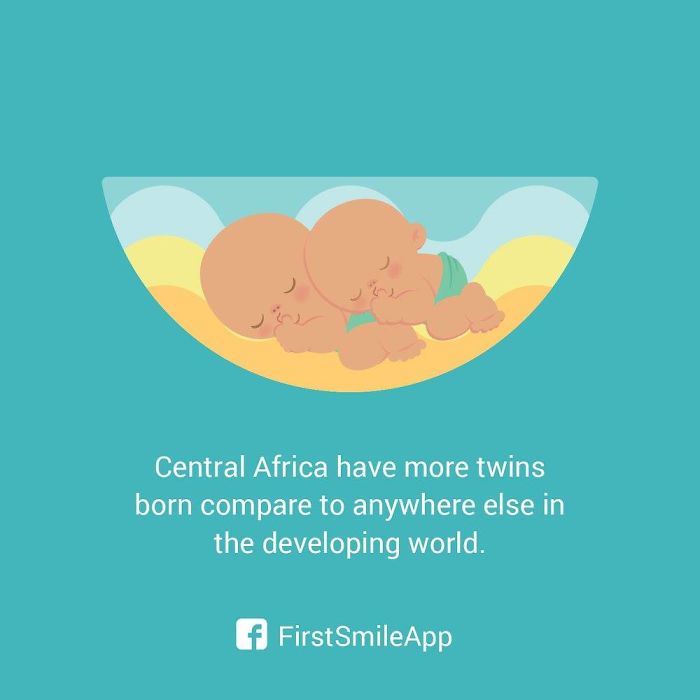 Central Africa have more twins
born compare to anywhere else in
the developing world.
FirstSmileApp